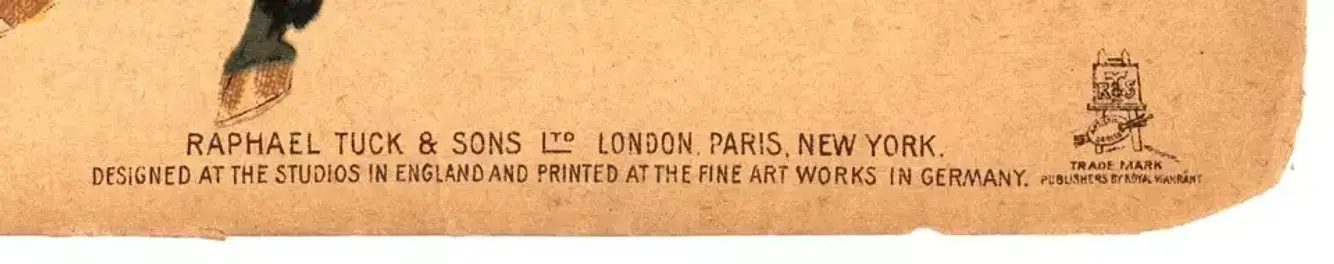 RAPHAEL TUCK & SONS LTD LONDON. PARIS, NEW YORK.
DESIGNED AT THE STUDIOS IN ENGLAND AND PRINTED AT THE FINE ART WORKS IN GERMANY.
R&S
TRADE MARK
PUBLISHERS BY ROYAL WARRANT